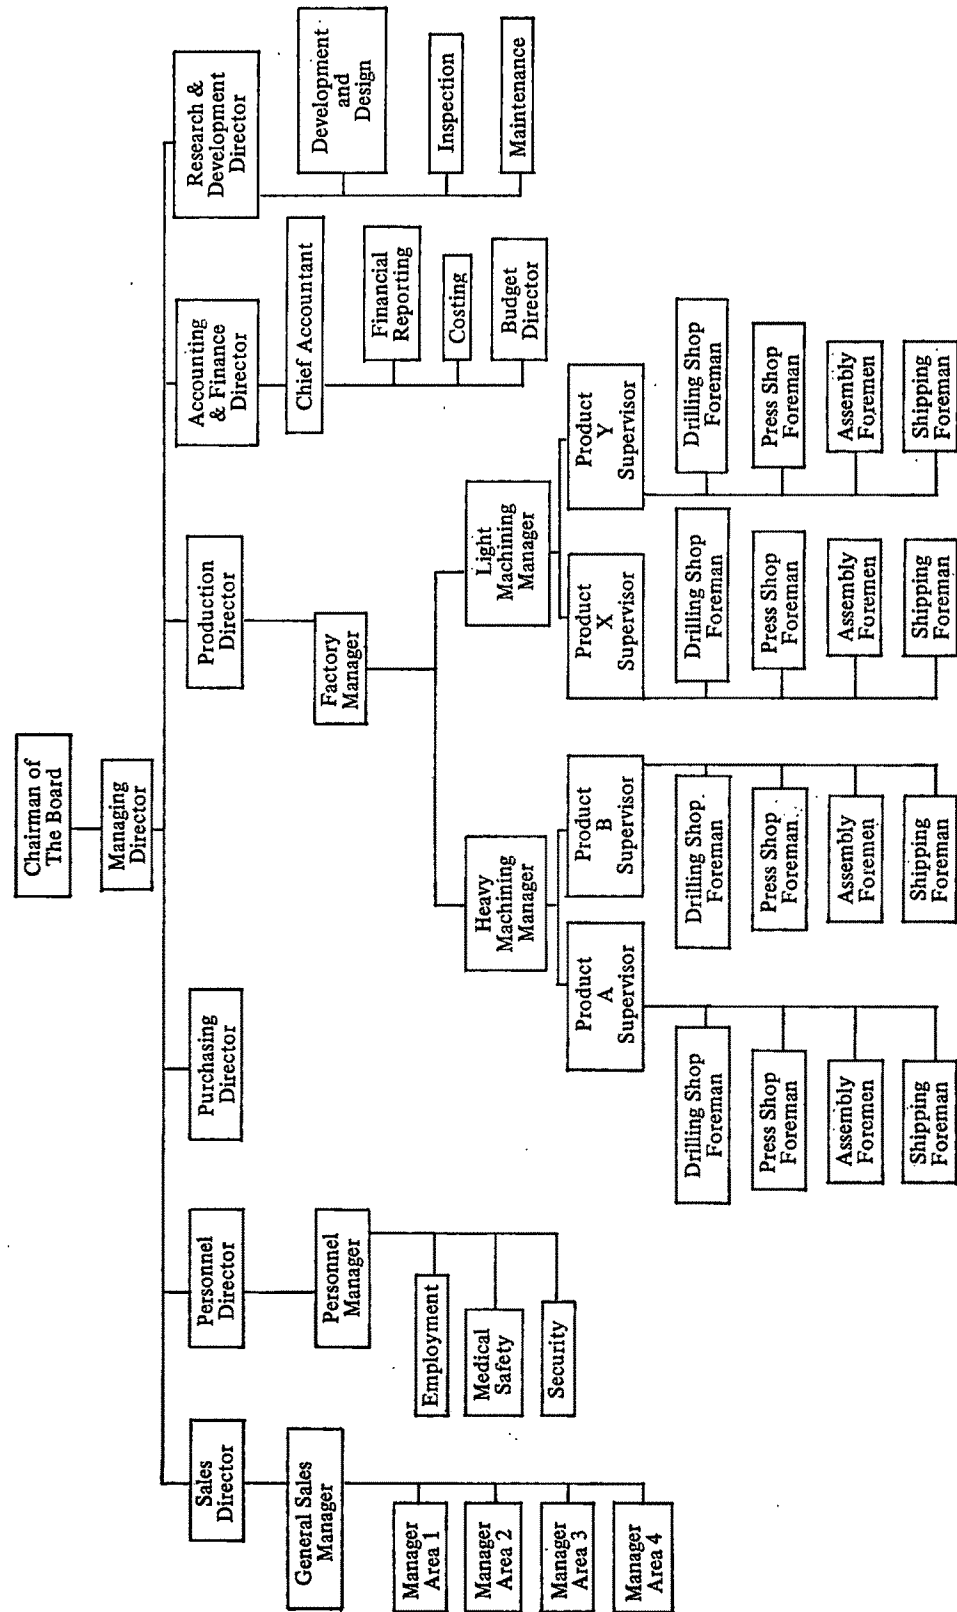 Chairman of
The Board
Managing
Director
Sales
Director
General Sales
Manager
Manager
Area 1
Manager
Area 2
Manager
Area 3
Manager
Area 4
Personnel
Director
Personnel
Manager
Employment
Medical
Safety
Security
Purchasing
Director
Production
Director
Factory
Manager
Heavy
Machining
Manager
Product
A
Supervisor
Drilling Shop
Foreman
Press Shop
Foreman
Assembly
Foremen
Shipping
Foreman
Product
B
Supervisor
Drilling Shop
Foreman
Press Shop
Foreman
Assembly
Foremen
Shipping
Foreman
Light
Machining
Manager
Product
X
Supervisor
Drilling Shop
Foreman
Press Shop
Foreman
Assembly
Foremen
Shipping
Foreman
Product
Y
Supervisor
Drilling Shop
Foreman
Press Shop
Foreman
Assembly
Foremen
Shipping
Foreman
Accounting
& Finance
Director
Chief Accountant
Financial
Reporting
Costing
Budget
Director
Research &
Development
Director
Development
and
Design
Inspection
Maintenance